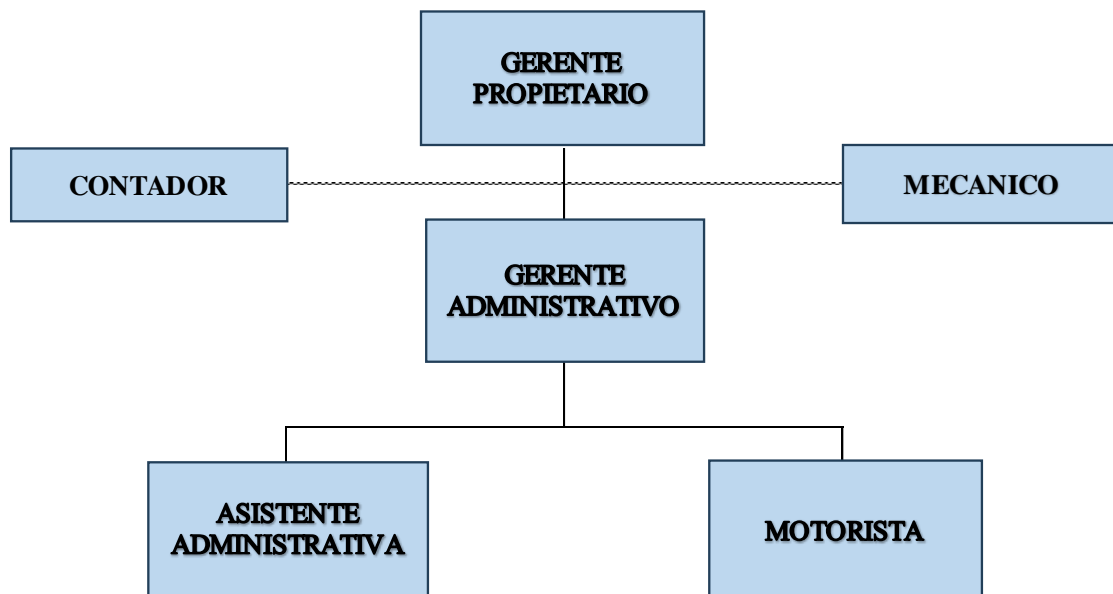 GERENTE
PROPIETARIO
CONTADOR
MECANICO
GERENTE
ADMINISTRATIVO
ASISTENTE
ADMINISTRATIVA
MOTORISTA